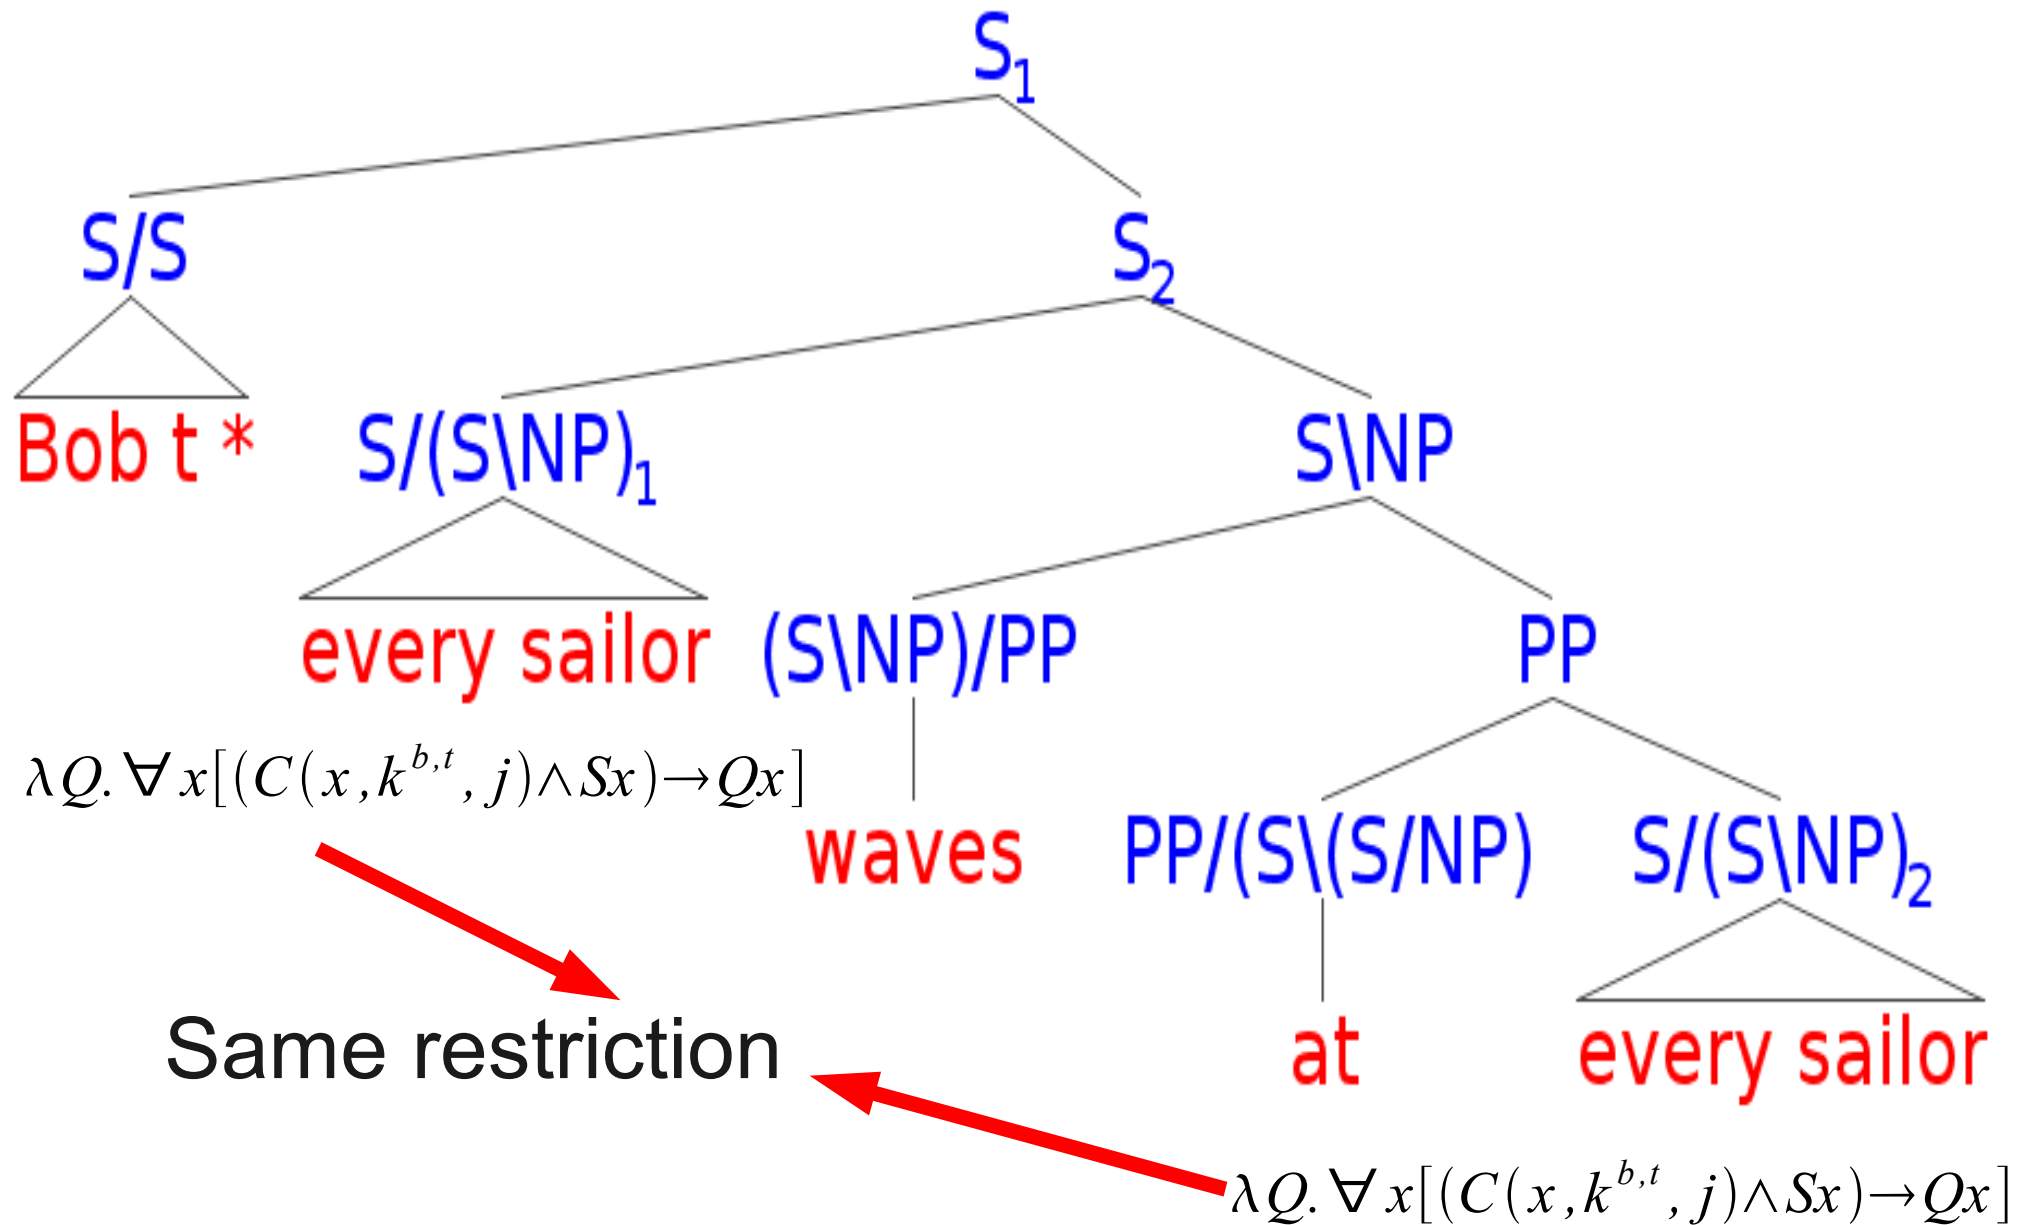 S₁
S/S S₂
Bob t * S/(S\NP)₁ S\NP
every sailor (S\NP)/PP PP
λQ.∀x[(C(x,k^{b,t},j)∧Sx)→Qx]
waves PP/(S\(S/NP) S/(S\NP)₂
Same restriction at every sailor
λQ.∀x[(C(x,k^{b,t},j)∧Sx)→Qx]